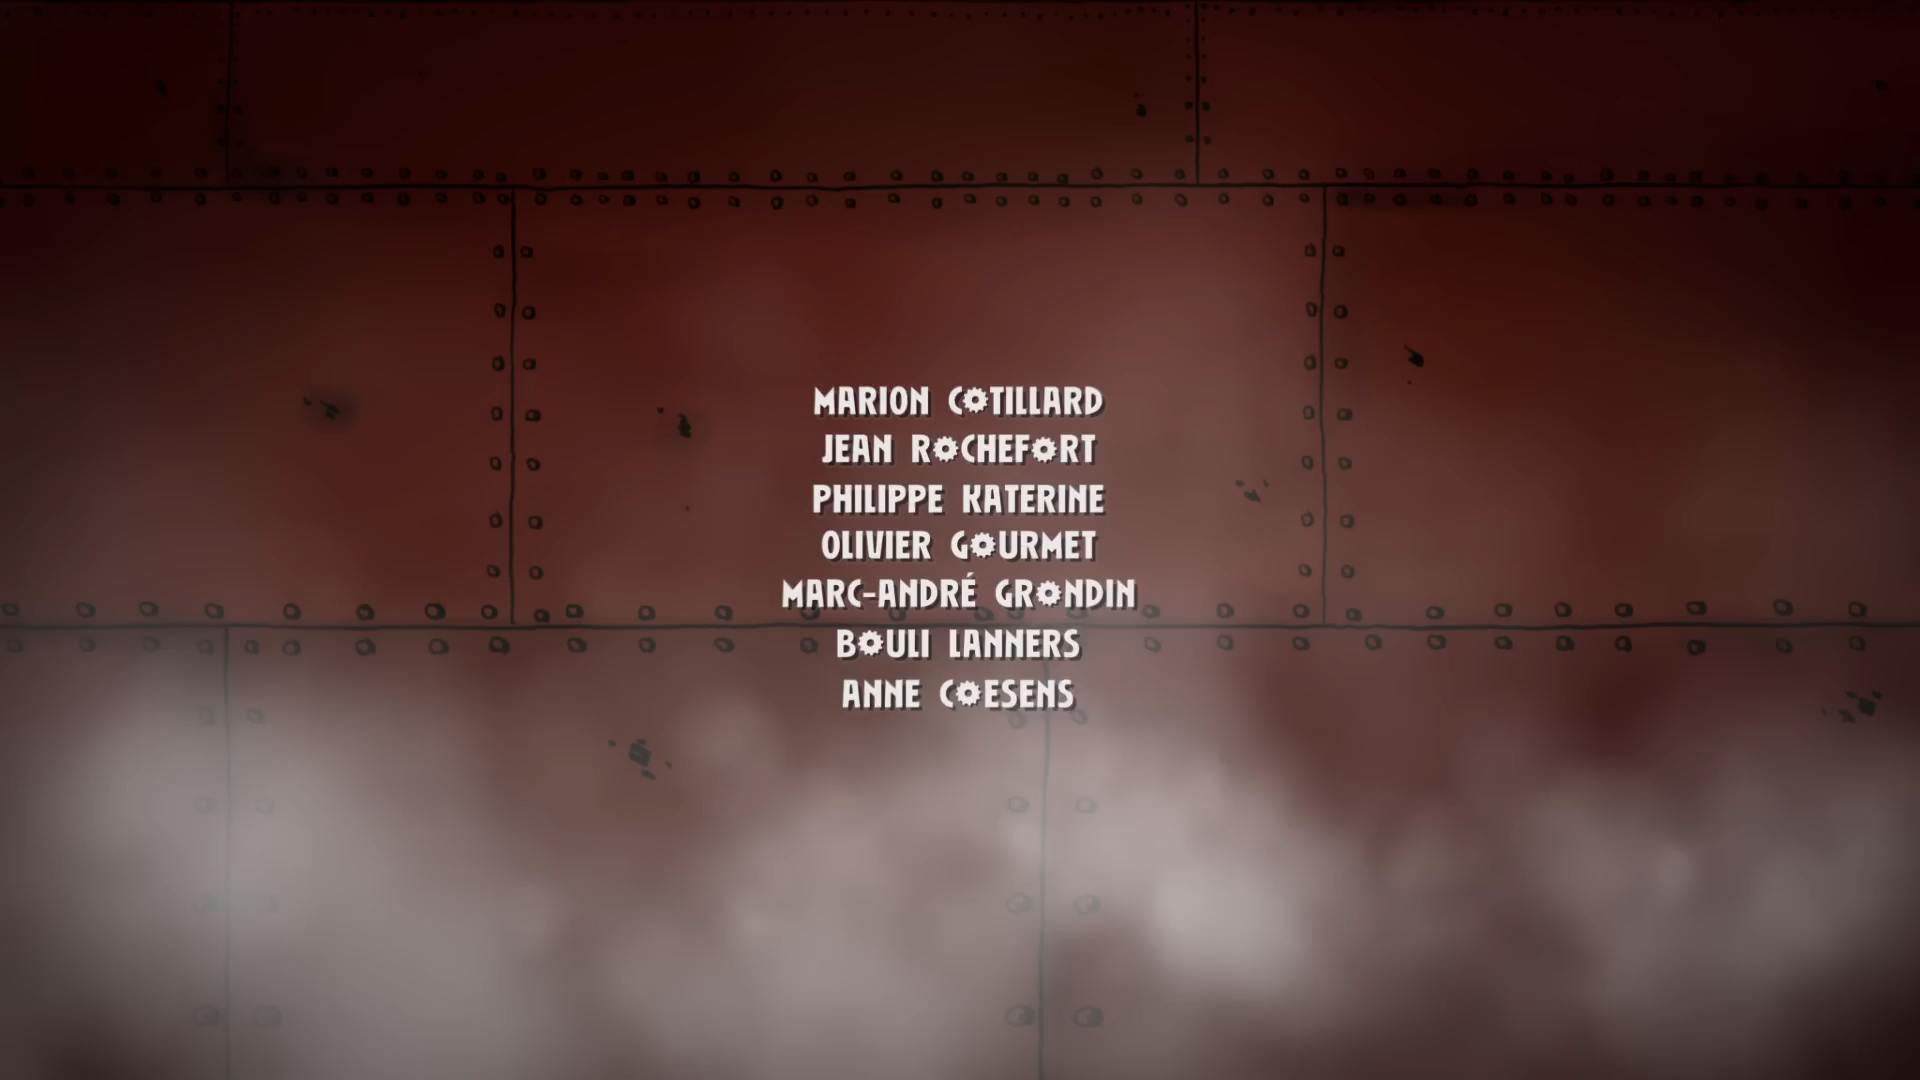 MARION COTILLARD
JEAN ROCHEFORT
PHILIPPE KATERINE
OLIVIER GOURMET
MARC-ANDRÉ GRONDIN
BOULI LANNERS
ANNE COESENS